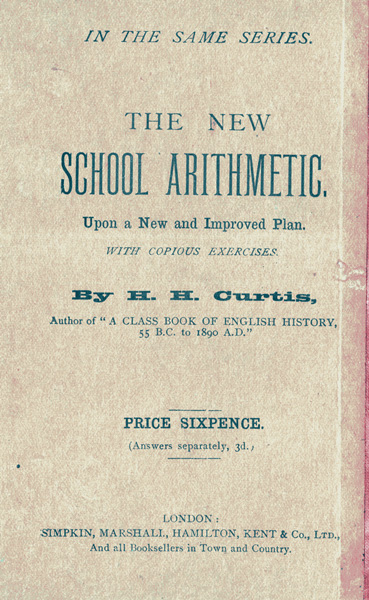 IN THE SAME SERIES.
THE NEW
SCHOOL ARITHMETIC.
Upon a New and Improved Plan.
WITH COPIOUS EXERCISES.
By H. H. Curtis,
Author of " A CLASS BOOK OF ENGLISH HISTORY,
55 B.C. to 1890 A.D."
PRICE SIXPENCE.
(Answers separately, 3d.)
LONDON :
SIMPKIN, MARSHALL, HAMILTON, KENT & Co., LTD.,
And all Booksellers in Town and Country.